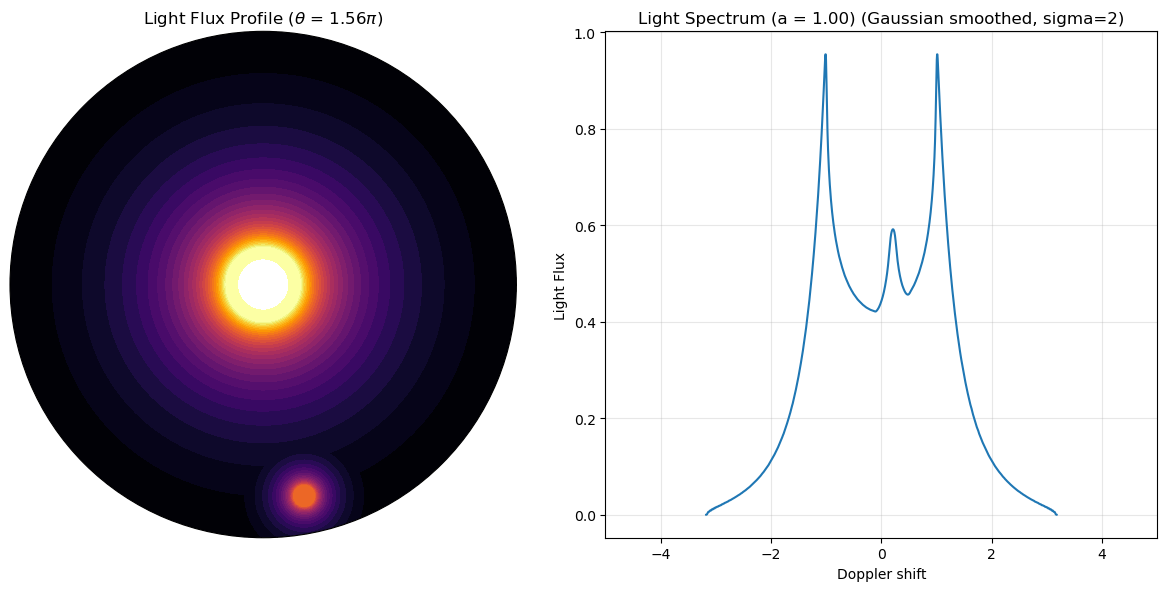 Light Flux Profile (θ = 1.56π)
Light Spectrum (a = 1.00) (Gaussian smoothed, sigma=2)
1.0
0.8
0.6
0.4
0.2
0.0
Light Flux
−4 −2 0 2 4
Doppler shift